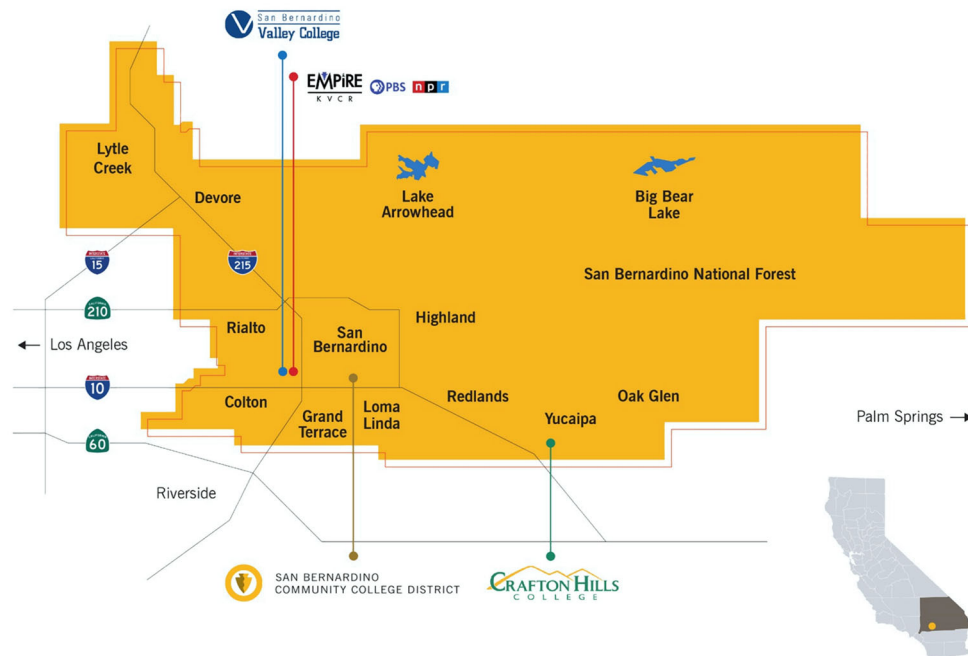 San Bernardino
Valley College
EMPIRE
KVCR
PBS
npr
Lytle
Creek
Devore
Lake
Arrowhead
Big Bear
Lake
15
215
San Bernardino National Forest
210
Rialto
San
Bernardino
Highland
Los Angeles
10
Colton
Grand
Terrace
Loma
Linda
Redlands
Yucaipa
Oak Glen
Palm Springs
60
Riverside
SAN BERNARDINO
COMMUNITY COLLEGE DISTRICT
CRAFTON HILLS
COLLEGE